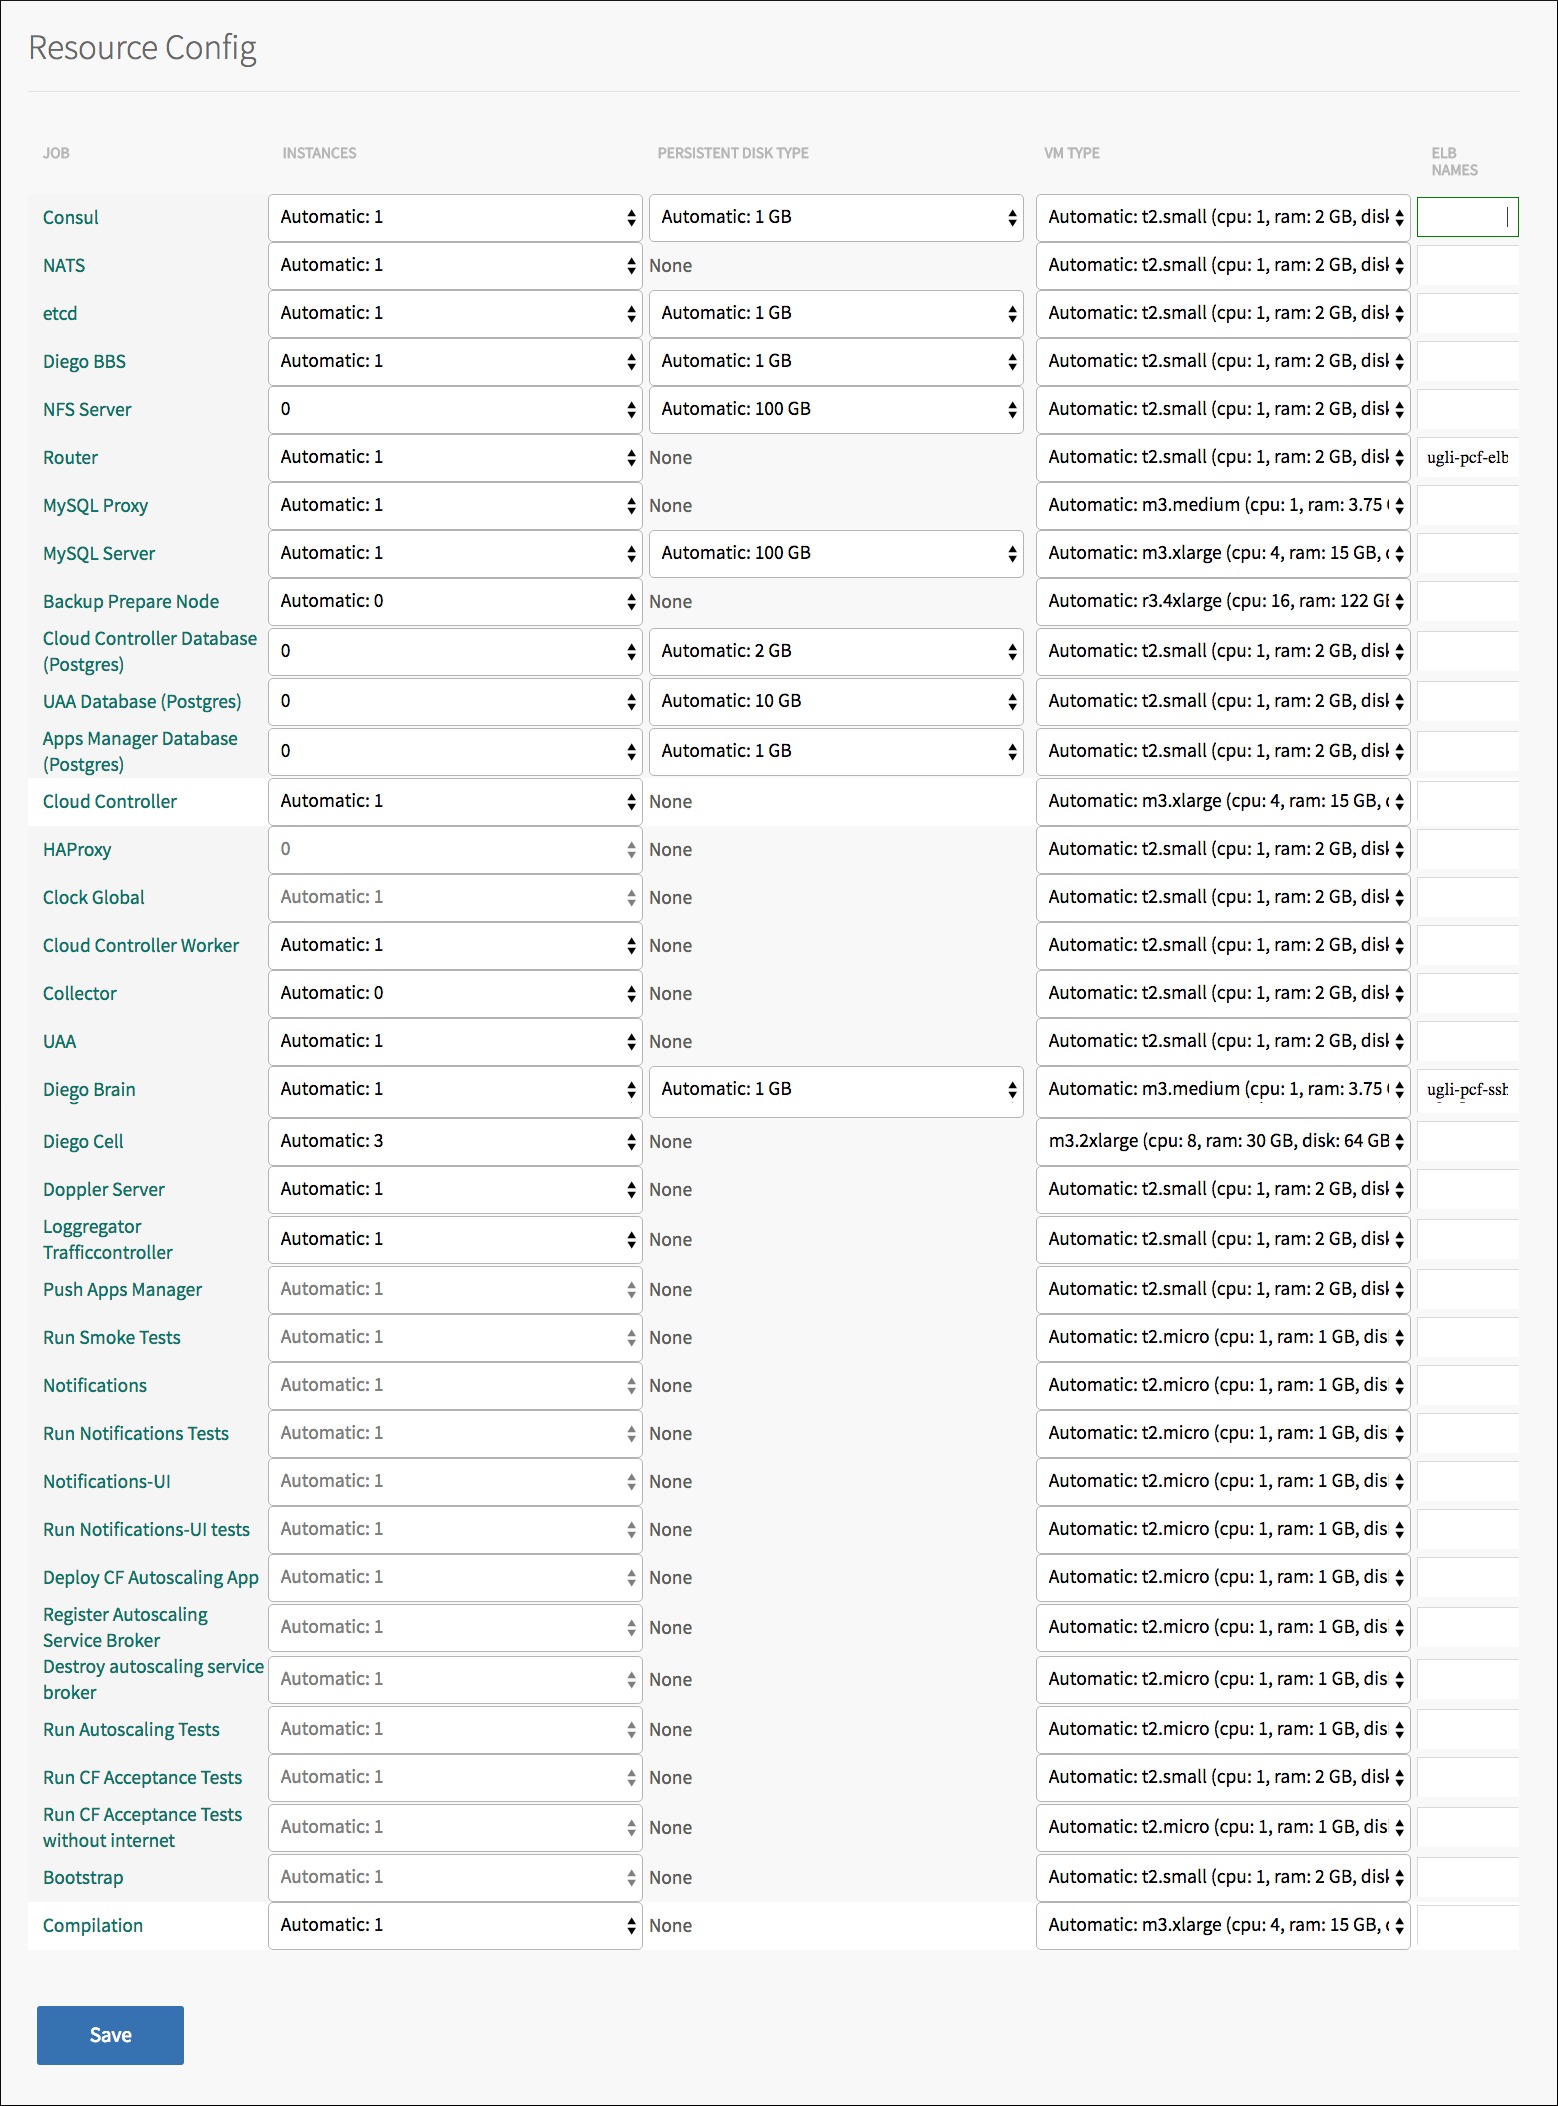 Resource Config
JOB INSTANCES PERSISTENT DISK TYPE VM TYPE ELB
NAMES
Consul Automatic: 1 Automatic: 1 GB Automatic: t2.small (cpu: 1, ram: 2 GB, disk
NATS Automatic: 1 None Automatic: t2.small (cpu: 1, ram: 2 GB, disk
etcd Automatic: 1 Automatic: 1 GB Automatic: t2.small (cpu: 1, ram: 2 GB, disk
Diego BBS Automatic: 1 Automatic: 1 GB Automatic: t2.small (cpu: 1, ram: 2 GB, disk
NFS Server 0 Automatic: 100 GB Automatic: t2.small (cpu: 1, ram: 2 GB, disk
Router Automatic: 1 None Automatic: t2.small (cpu: 1, ram: 2 GB, disk ugli-pcf-elb
MySQL Proxy Automatic: 1 None Automatic: m3.medium (cpu: 1, ram: 3.75
MySQL Server Automatic: 1 Automatic: 100 GB Automatic: m3.xlarge (cpu: 4, ram: 15 GB,
Backup Prepare Node Automatic: 0 None Automatic: r3.4xlarge (cpu: 16, ram: 122 GB
Cloud Controller Database
(Postgres) 0 Automatic: 2 GB Automatic: t2.small (cpu: 1, ram: 2 GB, disk
UAA Database (Postgres) 0 Automatic: 10 GB Automatic: t2.small (cpu: 1, ram: 2 GB, disk
Apps Manager Database
(Postgres) 0 Automatic: 1 GB Automatic: t2.small (cpu: 1, ram: 2 GB, disk
Cloud Controller Automatic: 1 None Automatic: m3.xlarge (cpu: 4, ram: 15 GB,
HAProxy 0 None Automatic: t2.small (cpu: 1, ram: 2 GB, disk
Clock Global Automatic: 1 None Automatic: t2.small (cpu: 1, ram: 2 GB, disk
Cloud Controller Worker Automatic: 1 None Automatic: t2.small (cpu: 1, ram: 2 GB, disk
Collector Automatic: 0 None Automatic: t2.small (cpu: 1, ram: 2 GB, disk
UAA Automatic: 1 None Automatic: t2.small (cpu: 1, ram: 2 GB, disk
Diego Brain Automatic: 1 Automatic: 1 GB Automatic: m3.medium (cpu: 1, ram: 3.75 ugli-pcf-ssh
Diego Cell Automatic: 3 None m3.2xlarge (cpu: 8, ram: 30 GB, disk: 64 GB
Doppler Server Automatic: 1 None Automatic: t2.small (cpu: 1, ram: 2 GB, disk
Loggregator
Trafficcontroller Automatic: 1 None Automatic: t2.small (cpu: 1, ram: 2 GB, disk
Push Apps Manager Automatic: 1 None Automatic: t2.small (cpu: 1, ram: 2 GB, disk
Run Smoke Tests Automatic: 1 None Automatic: t2.micro (cpu: 1, ram: 1 GB, dis
Notifications Automatic: 1 None Automatic: t2.micro (cpu: 1, ram: 1 GB, dis
Run Notifications Tests Automatic: 1 None Automatic: t2.micro (cpu: 1, ram: 1 GB, dis
Notifications-UI Automatic: 1 None Automatic: t2.micro (cpu: 1, ram: 1 GB, dis
Run Notifications-UI tests Automatic: 1 None Automatic: t2.micro (cpu: 1, ram: 1 GB, dis
Deploy CF Autoscaling App Automatic: 1 None Automatic: t2.micro (cpu: 1, ram: 1 GB, dis
Register Autoscaling
Service Broker Automatic: 1 None Automatic: t2.micro (cpu: 1, ram: 1 GB, dis
Destroy autoscaling service
broker Automatic: 1 None Automatic: t2.micro (cpu: 1, ram: 1 GB, dis
Run Autoscaling Tests Automatic: 1 None Automatic: t2.micro (cpu: 1, ram: 1 GB, dis
Run CF Acceptance Tests Automatic: 1 None Automatic: t2.small (cpu: 1, ram: 2 GB, disk
Run CF Acceptance Tests
without internet Automatic: 1 None Automatic: t2.micro (cpu: 1, ram: 1 GB, dis
Bootstrap Automatic: 1 None Automatic: t2.small (cpu: 1, ram: 2 GB, disk
Compilation Automatic: 1 None Automatic: m3.xlarge (cpu: 4, ram: 15 GB,
Save